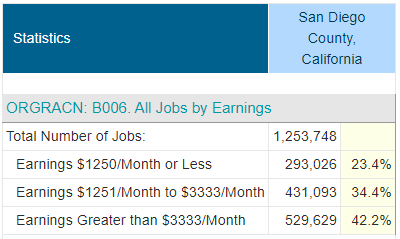 Statistics
San Diego
County,
California
ORGRACN: B006. All Jobs by Earnings
Total Number of Jobs: 1,253,748
Earnings $1250/Month or Less 293,026 23.4%
Earnings $1251/Month to $3333/Month 431,093 34.4%
Earnings Greater than $3333/Month 529,629 42.2%